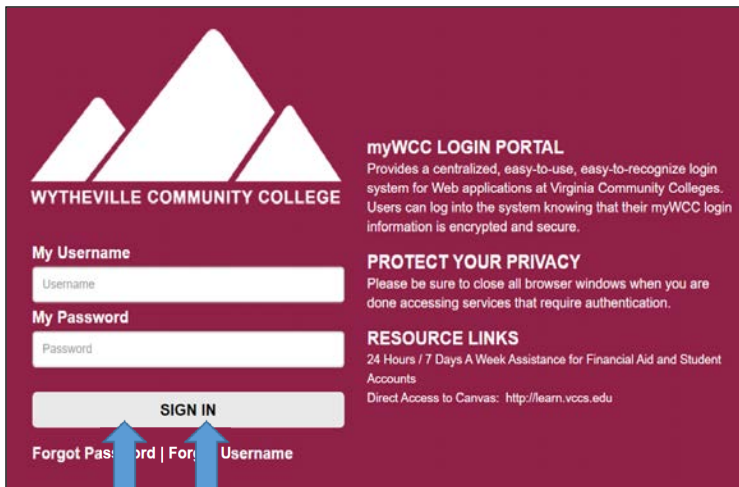 WYTHEVILLE COMMUNITY COLLEGE
My Username
Username
My Password
Password
SIGN IN
Forgot Pas ord | Forg Username
myWCC LOGIN PORTAL
Provides a centralized, easy-to-use, easy-to-recognize login
system for Web applications at Virginia Community Colleges.
Users can log into the system knowing that their myWCC login
information is encrypted and secure.
PROTECT YOUR PRIVACY
Please be sure to close all browser windows when you are
done accessing services that require authentication.
RESOURCE LINKS
24 Hours / 7 Days A Week Assistance for Financial Aid and Student
Accounts
Direct Access to Canvas: http://learn.vccs.edu